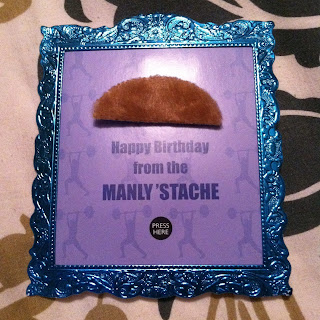 Happy Birthday
from the
MANLY 'STACHE
PRESS
HERE